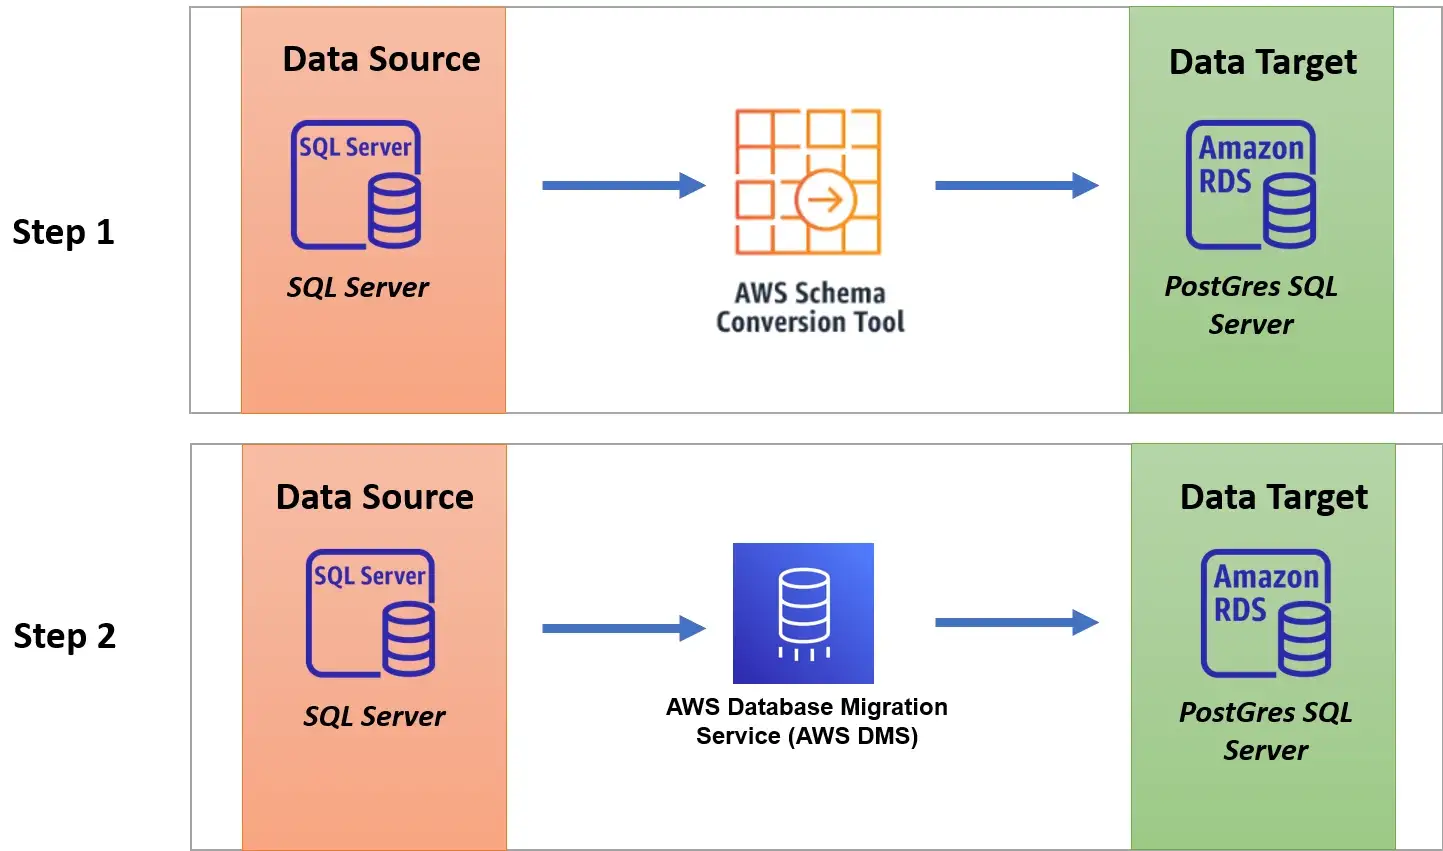 Step 1
Data Source
SQL Server
SQL Server
AWS Schema
Conversion Tool
Data Target
Amazon
RDS
PostGres SQL
Server
Step 2
Data Source
SQL Server
SQL Server
AWS Database Migration
Service (AWS DMS)
Data Target
Amazon
RDS
PostGres SQL
Server